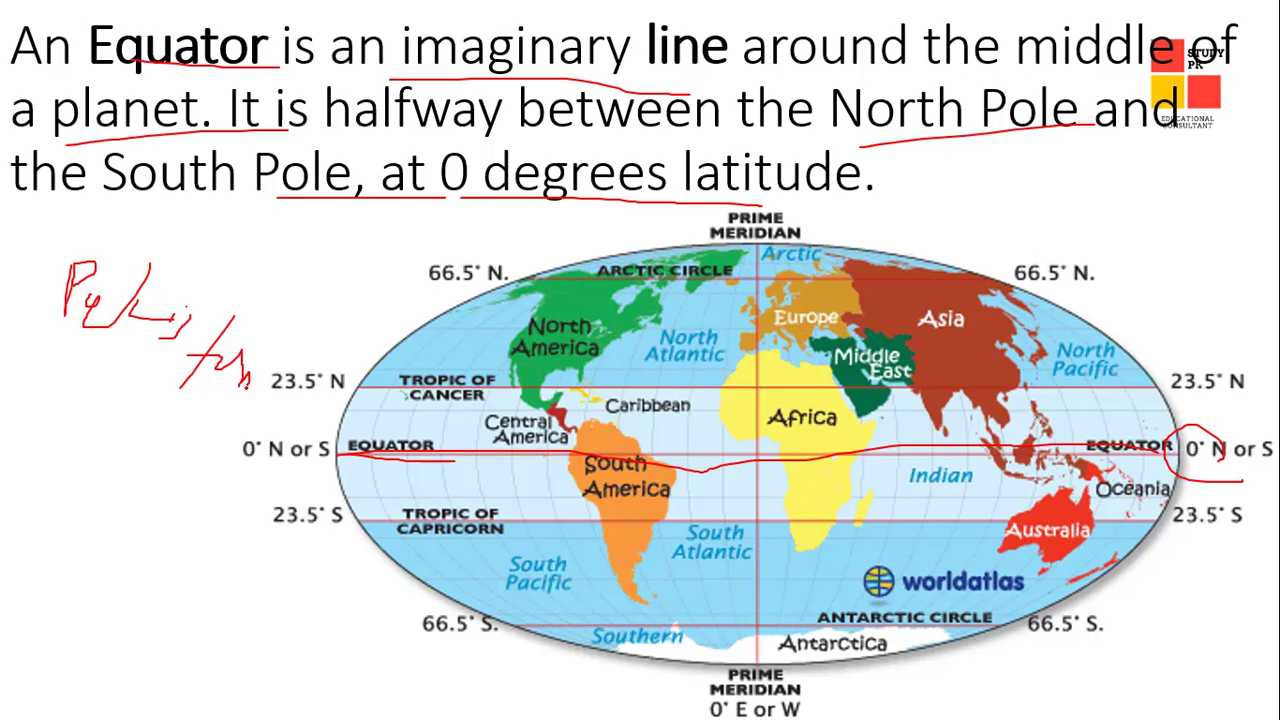 An Equator is an imaginary line around the middle of
a planet. It is halfway between the North Pole and
the South Pole, at 0 degrees latitude.
STUDY
PK
EDUCATIONAL
CONSULTANT
PRIME
MERIDIAN
66.5° N.
ARCTIC CIRCLE
Arctic
66.5° N.
North
America
North
Atlantic
Europe
Asia
Middle
East
North
Pacific
23.5° N
TROPIC OF
CANCER
23.5° N
Caribbean
Central
America
Africa
0° N or S
EQUATOR
EQUATOR
0° N or S
South
America
Indian
Oceania
23.5° S
TROPIC OF
CAPRICORN
23.5° S
South
Atlantic
Australia
South
Pacific
worldatlas
66.5° S.
ANTARCTIC CIRCLE
66.5° S.
Southern
Antarctica
PRIME
MERIDIAN
0° E or W